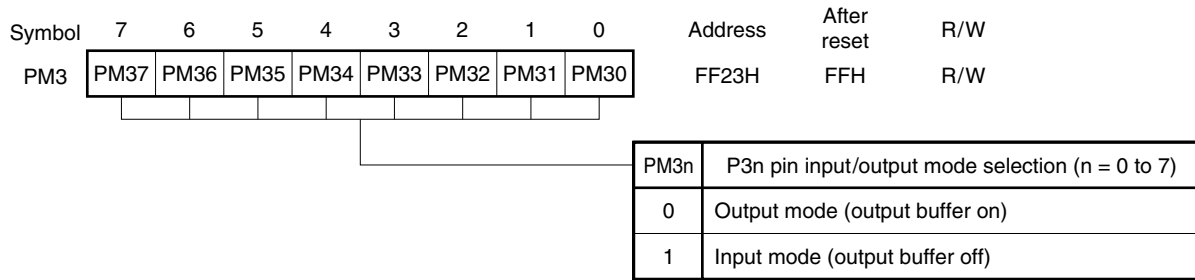 Symbol 7 6 5 4 3 2 1 0 Address After reset R/W
PM3 PM37 PM36 PM35 PM34 PM33 PM32 PM31 PM30 FF23H FFH R/W
PM3n P3n pin input/output mode selection (n = 0 to 7)
0 Output mode (output buffer on)
1 Input mode (output buffer off)